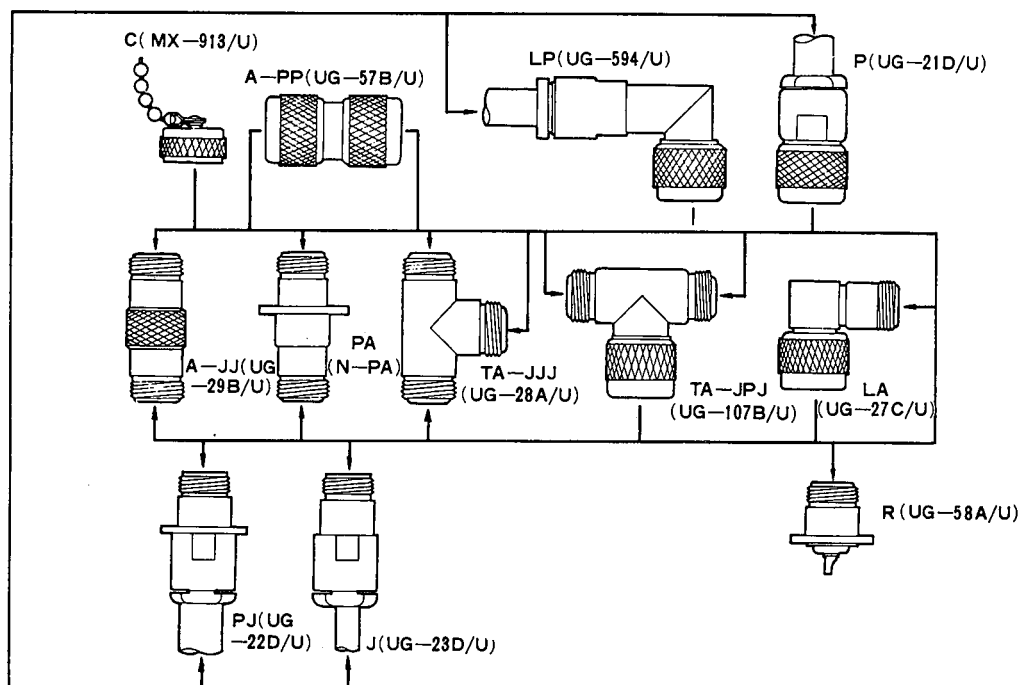 C(MX-913/U)
A-PP(UG-57B/U)
LP(UG-594/U)
P(UG-21D/U)
A-JJ(UG
-29B/U)
PA
(N-PA)
TA-JJJ
(UG-28A/U)
TA-JPJ
(UG-107B/U)
LA
(UG-27C/U)
R(UG-58A/U)
PJ(UG
-22D/U)
J(UG-23D/U)